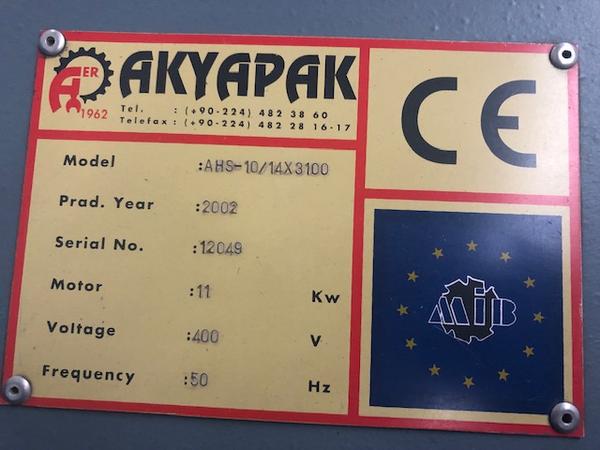 AER
1962
AKYAPAK
Tel. : (+90-224) 482 38 60
Telefax : (+90-224) 482 28 16-17
CE
Model :AHS-10/14X3100
Prad. Year :2002
Serial No. :12049
Motor :11 Kw
Voltage :400 V
Frequency :50 Hz
MİB